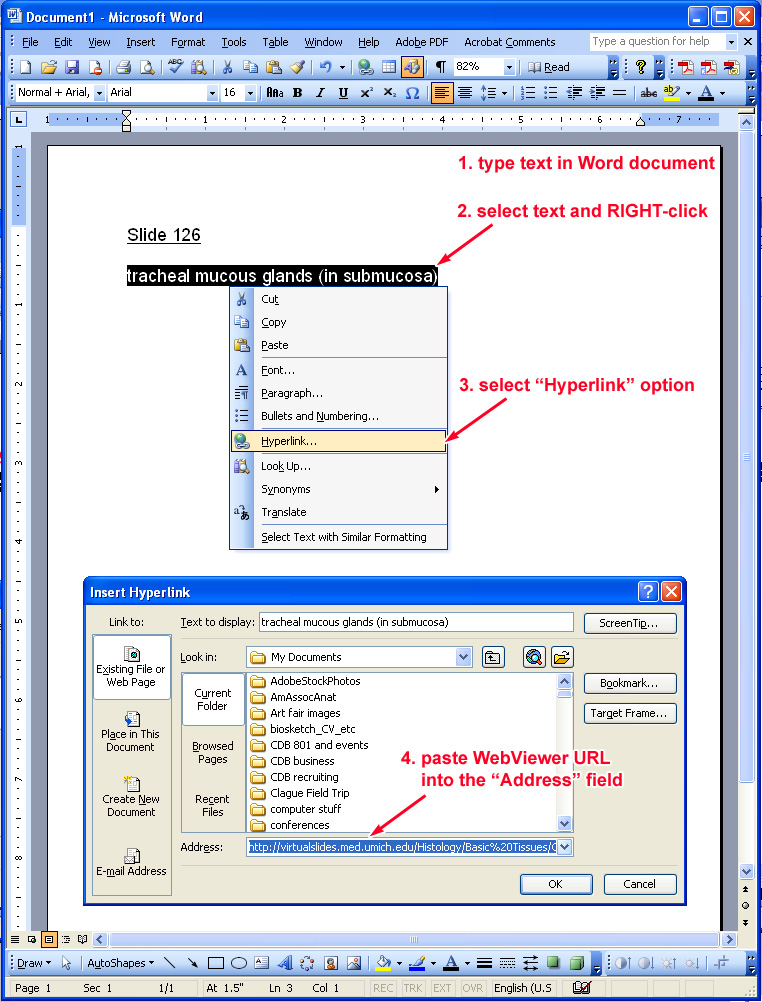 Document1 - Microsoft Word
File Edit View Insert Format Tools Table Window Help Adobe PDF Acrobat Comments Type a question for help
82% Read
Normal + Arial, Arial 16 B I U
1 1 2 3 4 5 6 7
1. type text in Word document
2. select text and RIGHT-click
Slide 126
tracheal mucous glands (in submucosa)
Cut
Copy
Paste
Font...
Paragraph...
3. select “Hyperlink” option
Bullets and Numbering...
Hyperlink...
Look Up...
Synonyms
Translate
Select Text with Similar Formatting
Insert Hyperlink
Link to: Text to display: tracheal mucous glands (in submucosa) ScreenTip...
Existing File or
Web Page
Look in: My Documents
Current
Folder
AdobeStockPhotos
AmAssocAnat
Art fair images
biosketch_CV_etc
CDB 801 and events
CDB business
CDB recruiting
Clague Field Trip
computer stuff
conferences
Bookmark...
Target Frame...
Place in This
Document
Browsed
Pages
4. paste WebViewer URL
into the “Address” field
Create New
Document
Recent
Files
E-mail Address
Address: http://virtualslides.med.umich.edu/Histology/Basic%20Tissues/
OK Cancel
Draw AutoShapes
Page 1 Sec 1 1/1 At 1.5" Ln 3 Col 1 REC TRK EXT OVR English (U.S